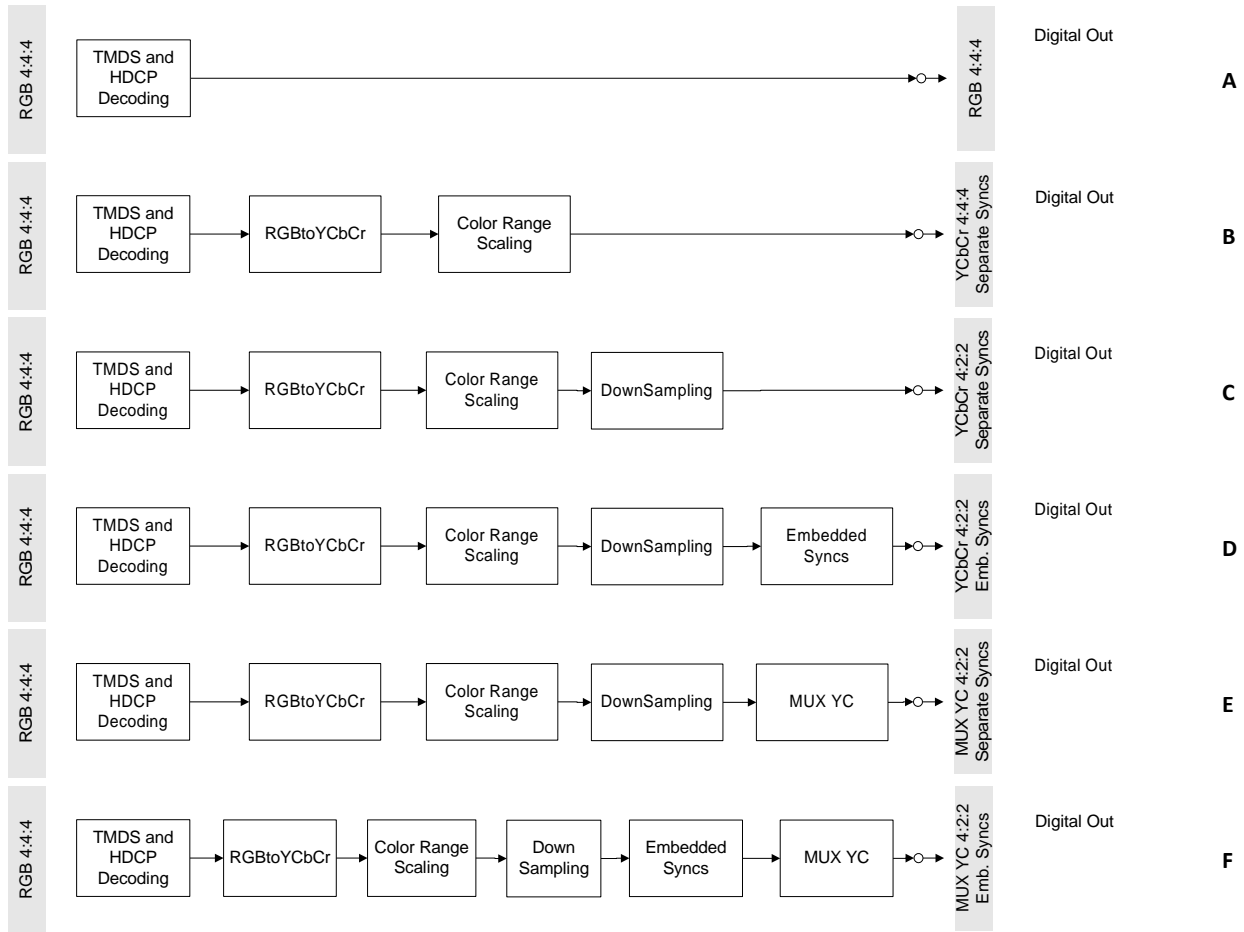 RGB 4:4:4
TMDS and
HDCP
Decoding
RGB 4:4:4
Digital Out
A
RGB 4:4:4
TMDS and
HDCP
Decoding
RGBtoYCbCr
Color Range
Scaling
YCbCr 4:4:4
Separate Syncs
Digital Out
B
RGB 4:4:4
TMDS and
HDCP
Decoding
RGBtoYCbCr
Color Range
Scaling
DownSampling
YCbCr 4:2:2
Separate Syncs
Digital Out
C
RGB 4:4:4
TMDS and
HDCP
Decoding
RGBtoYCbCr
Color Range
Scaling
DownSampling
Embedded
Syncs
YCbCr 4:2:2
Emb. Syncs
Digital Out
D
RGB 4:4:4
TMDS and
HDCP
Decoding
RGBtoYCbCr
Color Range
Scaling
DownSampling
MUX YC
MUX YC 4:2:2
Separate Syncs
Digital Out
E
RGB 4:4:4
TMDS and
HDCP
Decoding
RGBtoYCbCr
Color Range
Scaling
Down
Sampling
Embedded
Syncs
MUX YC
MUX YC 4:2:2
Emb. Syncs
Digital Out
F